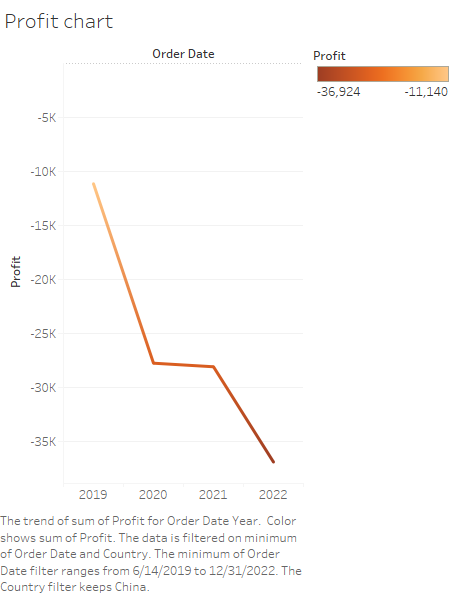 Profit chart
Order Date
Profit
-36,924 -11,140
-5K
-10K
-15K
-20K
-25K
-30K
-35K
Profit
2019 2020 2021 2022
The trend of sum of Profit for Order Date Year. Color
shows sum of Profit. The data is filtered on minimum
of Order Date and Country. The minimum of Order
Date filter ranges from 6/14/2019 to 12/31/2022. The
Country filter keeps China.